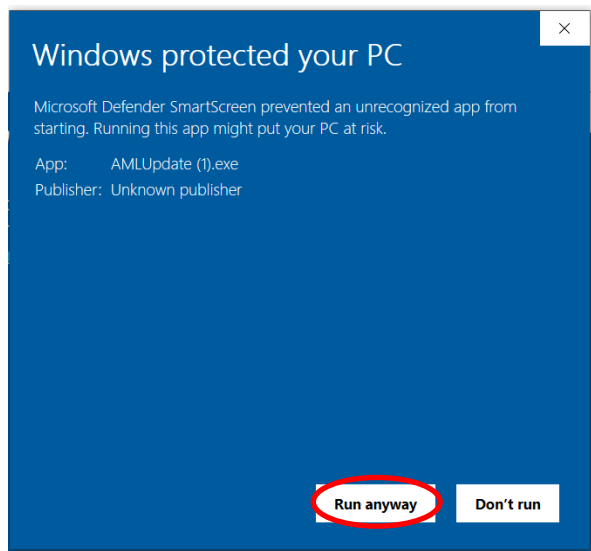 Windows protected your PC
Microsoft Defender SmartScreen prevented an unrecognized app from
starting. Running this app might put your PC at risk.
App: AMLUpdate (1).exe
Publisher: Unknown publisher
Run anyway Don't run